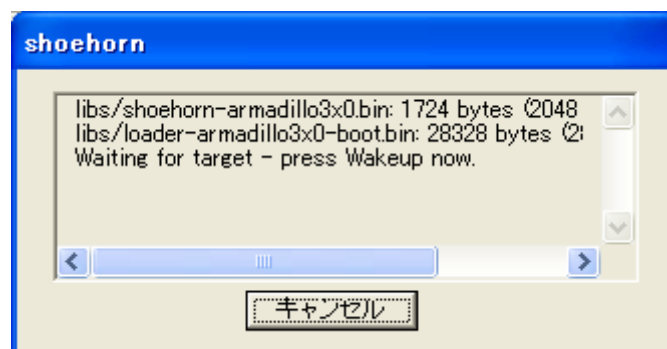 shoehorn
libs/shoehorn-armadillo3x0.bin: 1724 bytes (2048
libs/loader-armadillo3x0-boot.bin: 28328 bytes
Waiting for target - press Wakeup now.
キャンセル